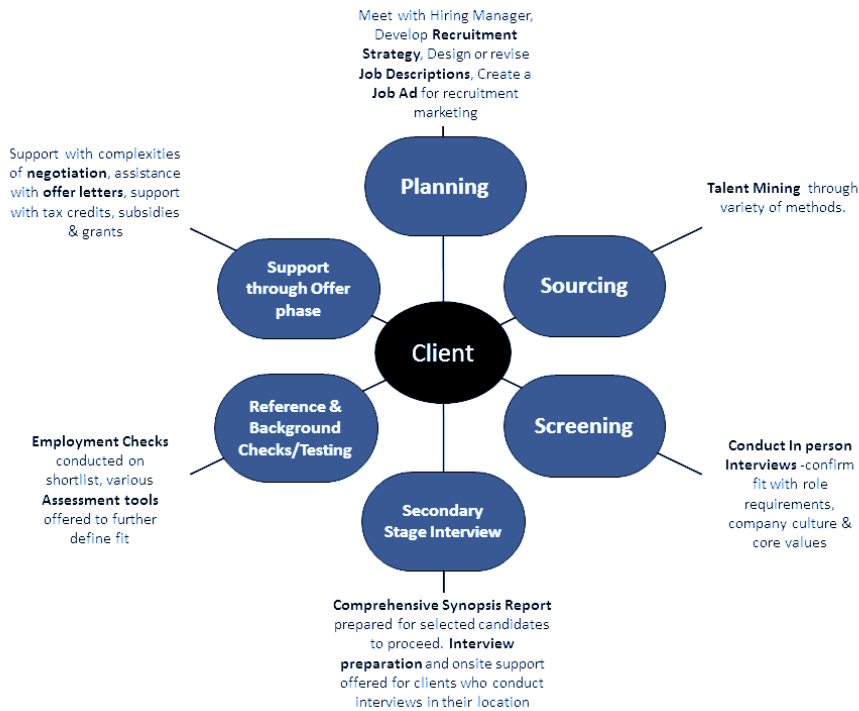 Meet with Hiring Manager,
Develop Recruitment
Strategy, Design or revise
Job Descriptions, Create a
Job Ad for recruitment
marketing
Planning
Talent Mining through
variety of methods.
Sourcing
Client
Screening
Conduct In person
Interviews -confirm
fit with role
requirements,
company culture &
core values
Secondary
Stage Interview
Comprehensive Synopsis Report
prepared for selected candidates
to proceed. Interview
preparation and onsite support
offered for clients who conduct
interviews in their location
Reference &
Background
Checks/Testing
Employment Checks
conducted on
shortlist, various
Assessment tools
offered to further
define fit
Support
through Offer
phase
Support with complexities
of negotiation, assistance
with offer letters, support
with tax credits, subsidies
& grants